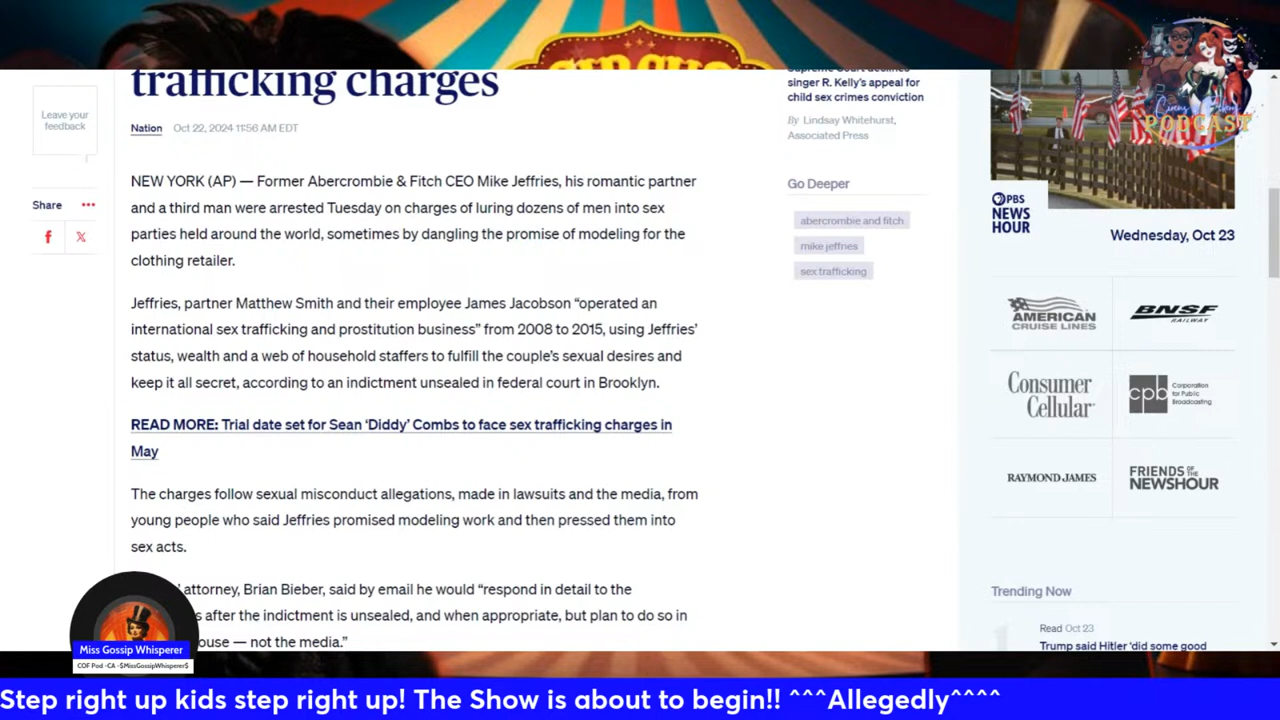 CIRCUS
trafficking charges
Leave your
feedback
Nation Oct 22, 2024 11:56 AM EDT
Share
NEW YORK (AP) — Former Abercrombie & Fitch CEO Mike Jeffries, his romantic partner
and a third man were arrested Tuesday on charges of luring dozens of men into sex
parties held around the world, sometimes by dangling the promise of modeling for the
clothing retailer.
Jeffries, partner Matthew Smith and their employee James Jacobson “operated an
international sex trafficking and prostitution business” from 2008 to 2015, using Jeffries’
status, wealth and a web of household staffers to fulfill the couple’s sexual desires and
keep it all secret, according to an indictment unsealed in federal court in Brooklyn.
READ MORE: Trial date set for Sean ‘Diddy’ Combs to face sex trafficking charges in
May
The charges follow sexual misconduct allegations, made in lawsuits and the media, from
young people who said Jeffries promised modeling work and then pressed them into
sex acts.
attorney, Brian Bieber, said by email he would “respond in detail to the
after the indictment is unsealed, and when appropriate, but plan to do so in
— not the media.”
Supreme Court declines
singer R. Kelly’s appeal for
child sex crimes conviction
By Lindsay Whitehurst,
Associated Press
Go Deeper
abercrombie and fitch
mike jeffries
sex trafficking
PODCAST
PBS
NEWS
HOUR
Wednesday, Oct 23
AMERICAN
CRUISE LINES
BNSF
RAILWAY
Consumer
Cellular
cpb Corporation
for Public
Broadcasting
RAYMOND JAMES
FRIENDS OF THE
NEWSHOUR
Trending Now
Read Oct 23
Trump said Hitler ‘did some good
Miss Gossip Whisperer
COF Pod -CA -$MissGossipWhisperer$
Step right up kids step right up! The Show is about to begin!! ^^^Allegedly^^^^